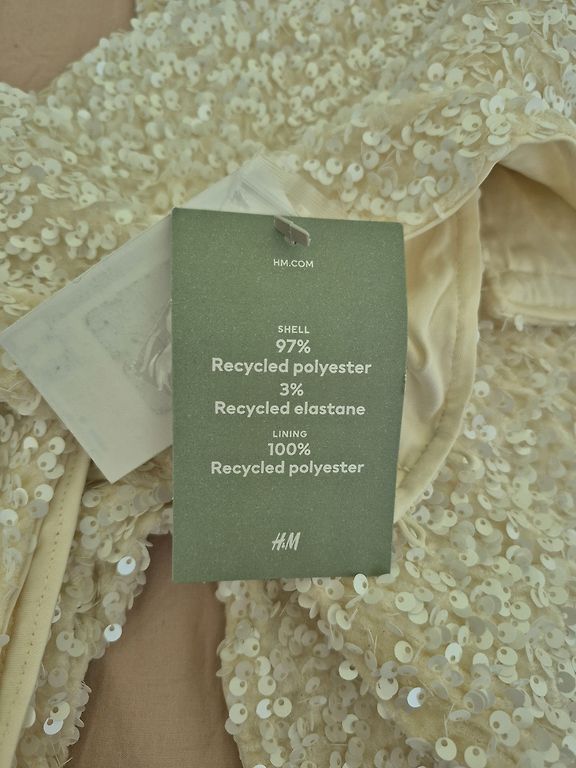 HM.COM
SHELL
97%
Recycled polyester
3%
Recycled elastane
LINING
100%
Recycled polyester
H&M